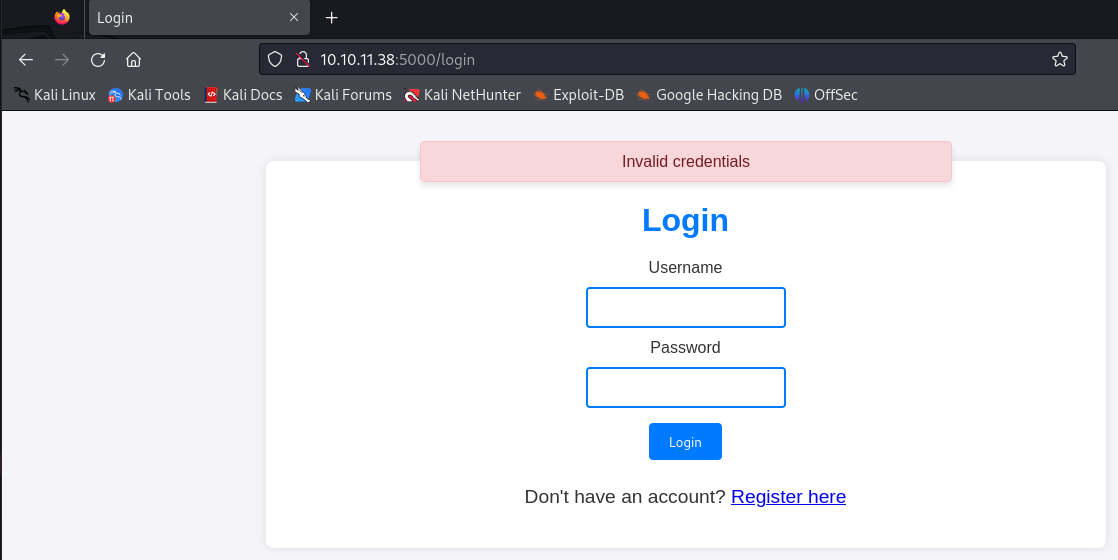 Login
10.10.11.38:5000/login
Kali Linux Kali Tools Kali Docs Kali Forums Kali NetHunter Exploit-DB Google Hacking DB OffSec
Invalid credentials
Login
Username
Password
Login
Don't have an account? Register here